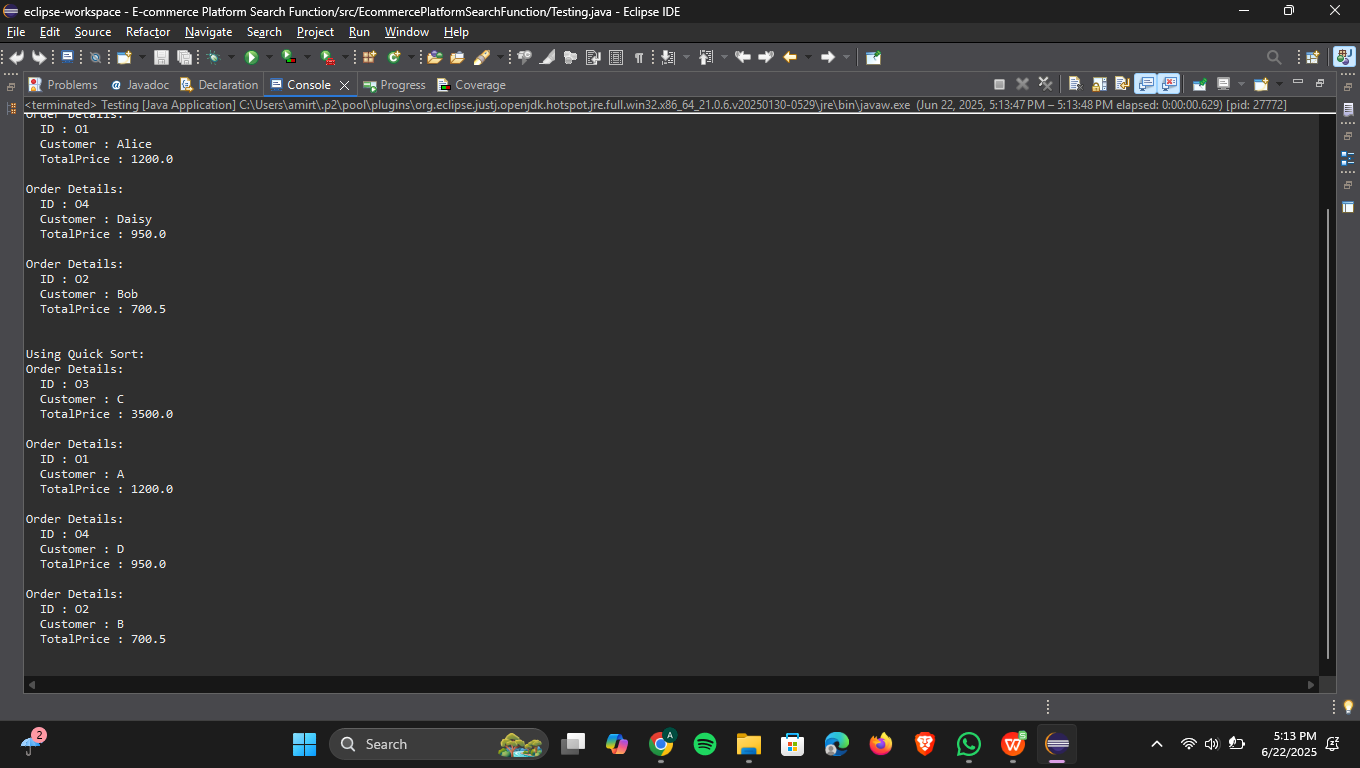 eclipse-workspace - E-commerce Platform Search Function/src/EcommercePlatformSearchFunction/Testing.java - Eclipse IDE
File Edit Source Refactor Navigate Search Project Run Window Help
Problems Javadoc Declaration Console Progress Coverage
<terminated> Testing [Java Application] C:\Users\amirt\.p2\pool\plugins\org.eclipse.justj.openjdk.hotspot.jre.full.win32.x86_64_21.0.6.v20250130-0529\jre\bin\javaw.exe (Jun 22, 2025, 5:13:47 PM – 5:13:48 PM elapsed: 0:00:00.629) [pid: 27772]
Order Details:
ID : O1
Customer : Alice
TotalPrice : 1200.0
Order Details:
ID : O4
Customer : Daisy
TotalPrice : 950.0
Order Details:
ID : O2
Customer : Bob
TotalPrice : 700.5
Using Quick Sort:
Order Details:
ID : O3
Customer : C
TotalPrice : 3500.0
Order Details:
ID : O1
Customer : A
TotalPrice : 1200.0
Order Details:
ID : O4
Customer : D
TotalPrice : 950.0
Order Details:
ID : O2
Customer : B
TotalPrice : 700.5
2
Search
A
5:13 PM
6/22/2025